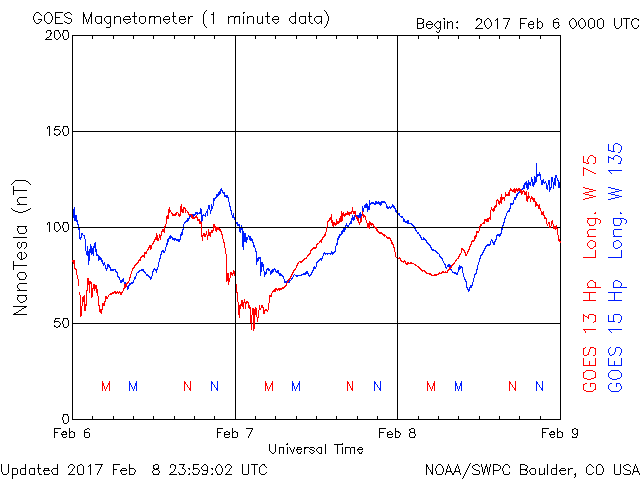 GOES Magnetometer (1 minute data)
Begin: 2017 Feb 6 0000 UTC
200
150
100
50
0
NanoTesla (nT)
M M N N M M N N M M N N
Feb 6 Feb 7 Feb 8 Feb 9
Universal Time
GOES 13 Hp Long. W 75
GOES 15 Hp Long. W 135
Updated 2017 Feb 8 23:59:02 UTC
NOAA/SWPC Boulder, CO USA